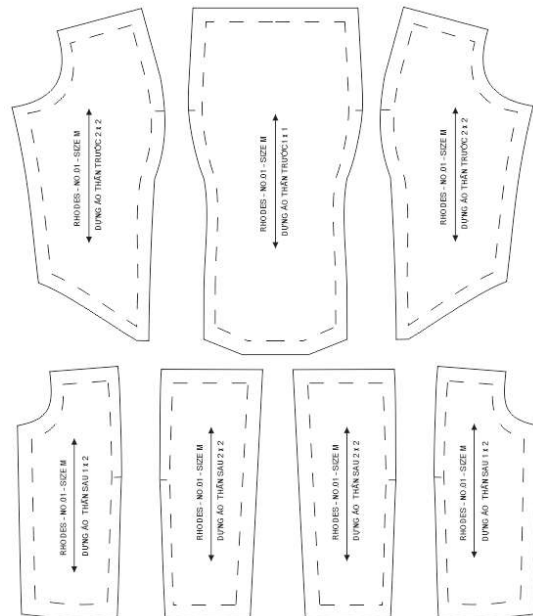 RHODES - NO.01 - SIZE M
DỰNG ÁO THÂN TRƯỚC 2 x 2
RHODES - NO.01 - SIZE M
DỰNG ÁO THÂN TRƯỚC 1 x 1
RHODES - NO.01 - SIZE M
DỰNG ÁO THÂN TRƯỚC 2 x 2
RHODES - NO.01 - SIZE M
DỰNG ÁO THÂN SAU 1 x 2
RHODES - NO.01 - SIZE M
DỰNG ÁO THÂN SAU 2 x 2
RHODES - NO.01 - SIZE M
DỰNG ÁO THÂN SAU 2 x 2
RHODES - NO.01 - SIZE M
DỰNG ÁO THÂN SAU 1 x 2